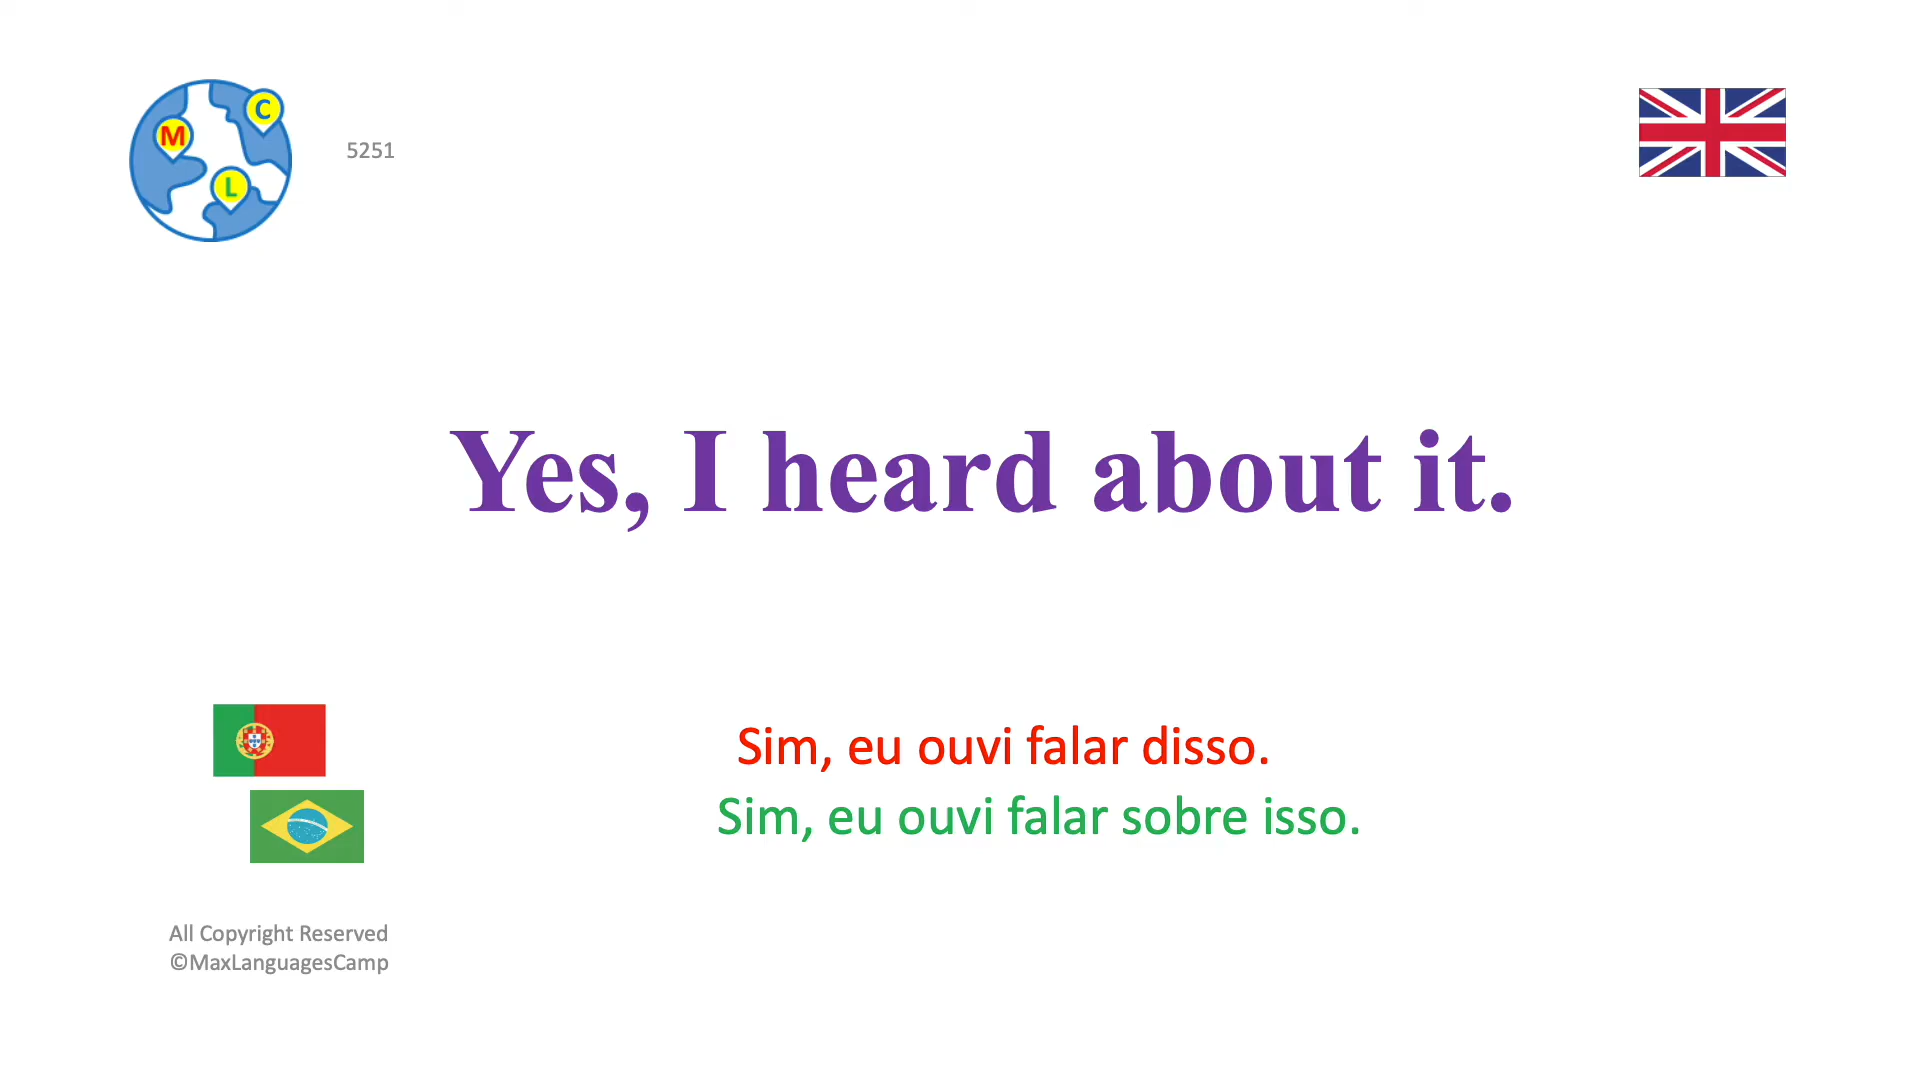 C
M
5251
L
Yes, I heard about it.
Sim, eu ouvi falar disso.
Sim, eu ouvi falar sobre isso.
All Copyright Reserved
©MaxLanguagesCamp